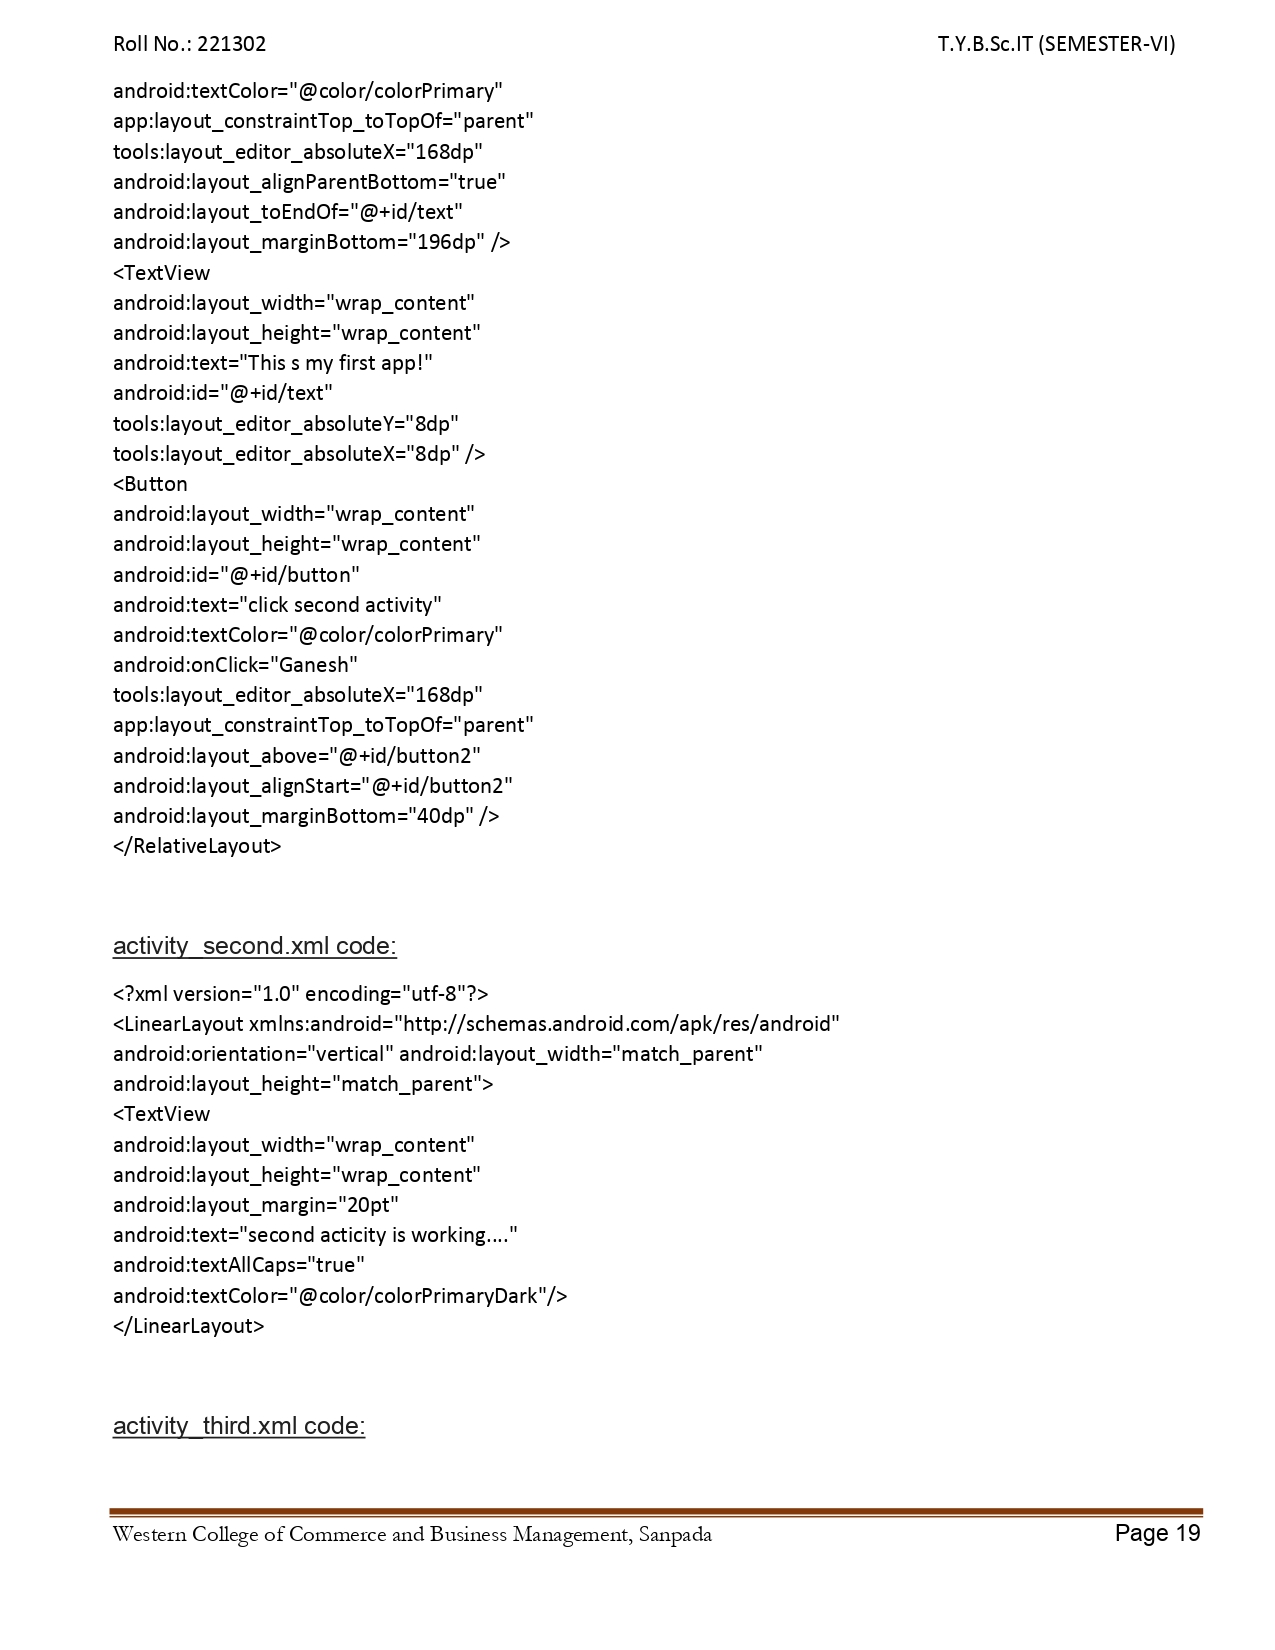 Roll No.: 221302 T.Y.B.Sc.IT (SEMESTER-VI)
android:textColor="@color/colorPrimary"
app:layout_constraintTop_toTopOf="parent"
tools:layout_editor_absoluteX="168dp"
android:layout_alignParentBottom="true"
android:layout_toEndOf="@+id/text"
android:layout_marginBottom="196dp" />
<TextView
android:layout_width="wrap_content"
android:layout_height="wrap_content"
android:text="This s my first app!"
android:id="@+id/text"
tools:layout_editor_absoluteY="8dp"
tools:layout_editor_absoluteX="8dp" />
<Button
android:layout_width="wrap_content"
android:layout_height="wrap_content"
android:id="@+id/button"
android:text="click second activity"
android:textColor="@color/colorPrimary"
android:onClick="Ganesh"
tools:layout_editor_absoluteX="168dp"
app:layout_constraintTop_toTopOf="parent"
android:layout_above="@+id/button2"
android:layout_alignStart="@+id/button2"
android:layout_marginBottom="40dp" />
</RelativeLayout>
activity_second.xml code:
<?xml version="1.0" encoding="utf-8"?>
<LinearLayout xmlns:android="http://schemas.android.com/apk/res/android"
android:orientation="vertical" android:layout_width="match_parent"
android:layout_height="match_parent">
<TextView
android:layout_width="wrap_content"
android:layout_height="wrap_content"
android:layout_margin="20pt"
android:text="second acticity is working...."
android:textAllCaps="true"
android:textColor="@color/colorPrimaryDark"/>
</LinearLayout>
activity_third.xml code:
Western College of Commerce and Business Management, Sanpada Page 19